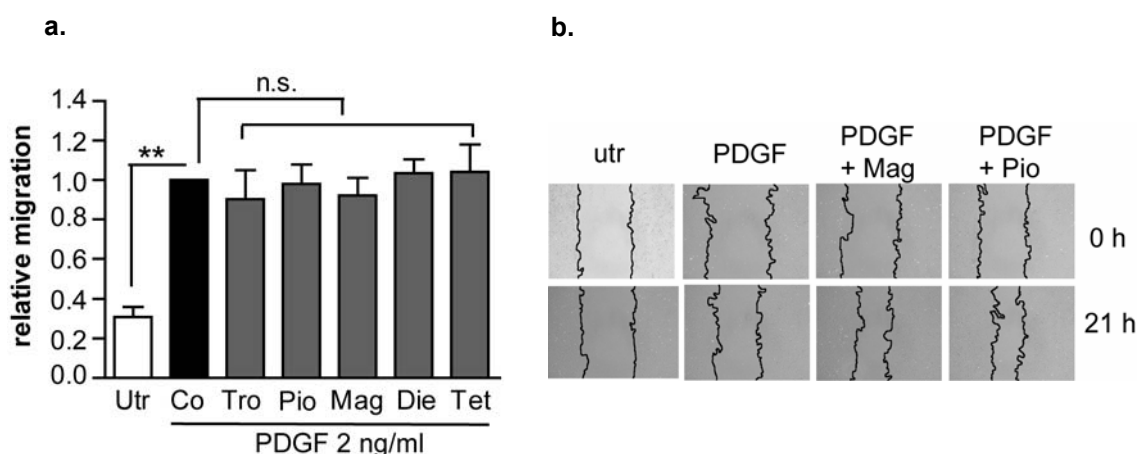 a.
relative migration
1.4
1.2
1.0
0.8
0.6
0.4
0.2
0.0
**
n.s.
Utr Co Tro Pio Mag Die Tet
PDGF 2 ng/ml
b.
utr PDGF PDGF + Mag PDGF + Pio
0 h
21 h